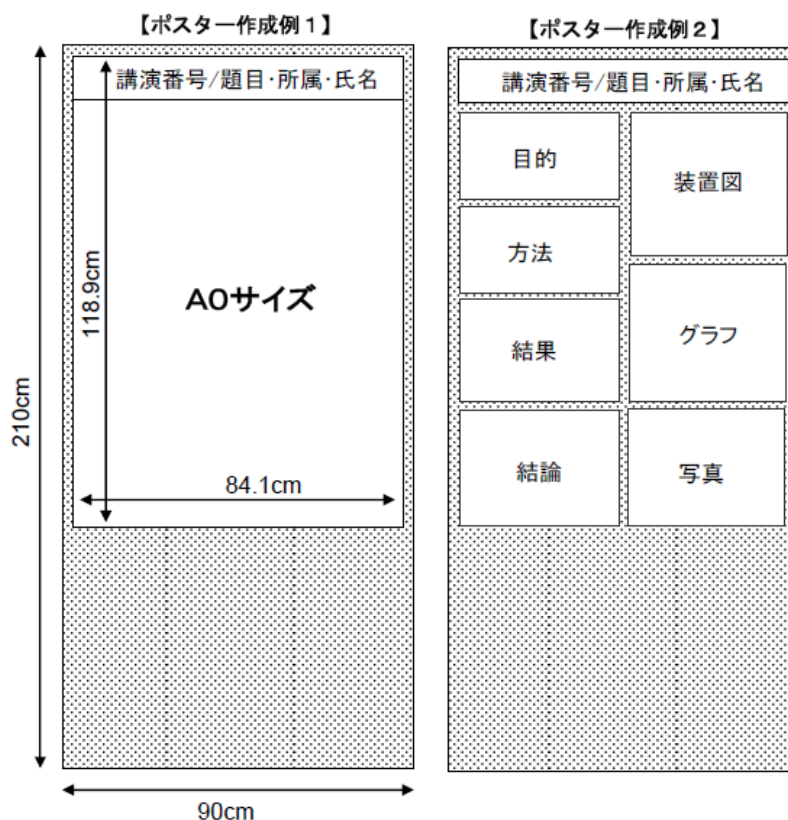 【ポスター作成例１】
講演番号/題目・所属・氏名
118.9cm
A0サイズ
210cm
84.1cm
90cm
【ポスター作成例２】
講演番号/題目・所属・氏名
目的
装置図
方法
グラフ
結果
結論
写真